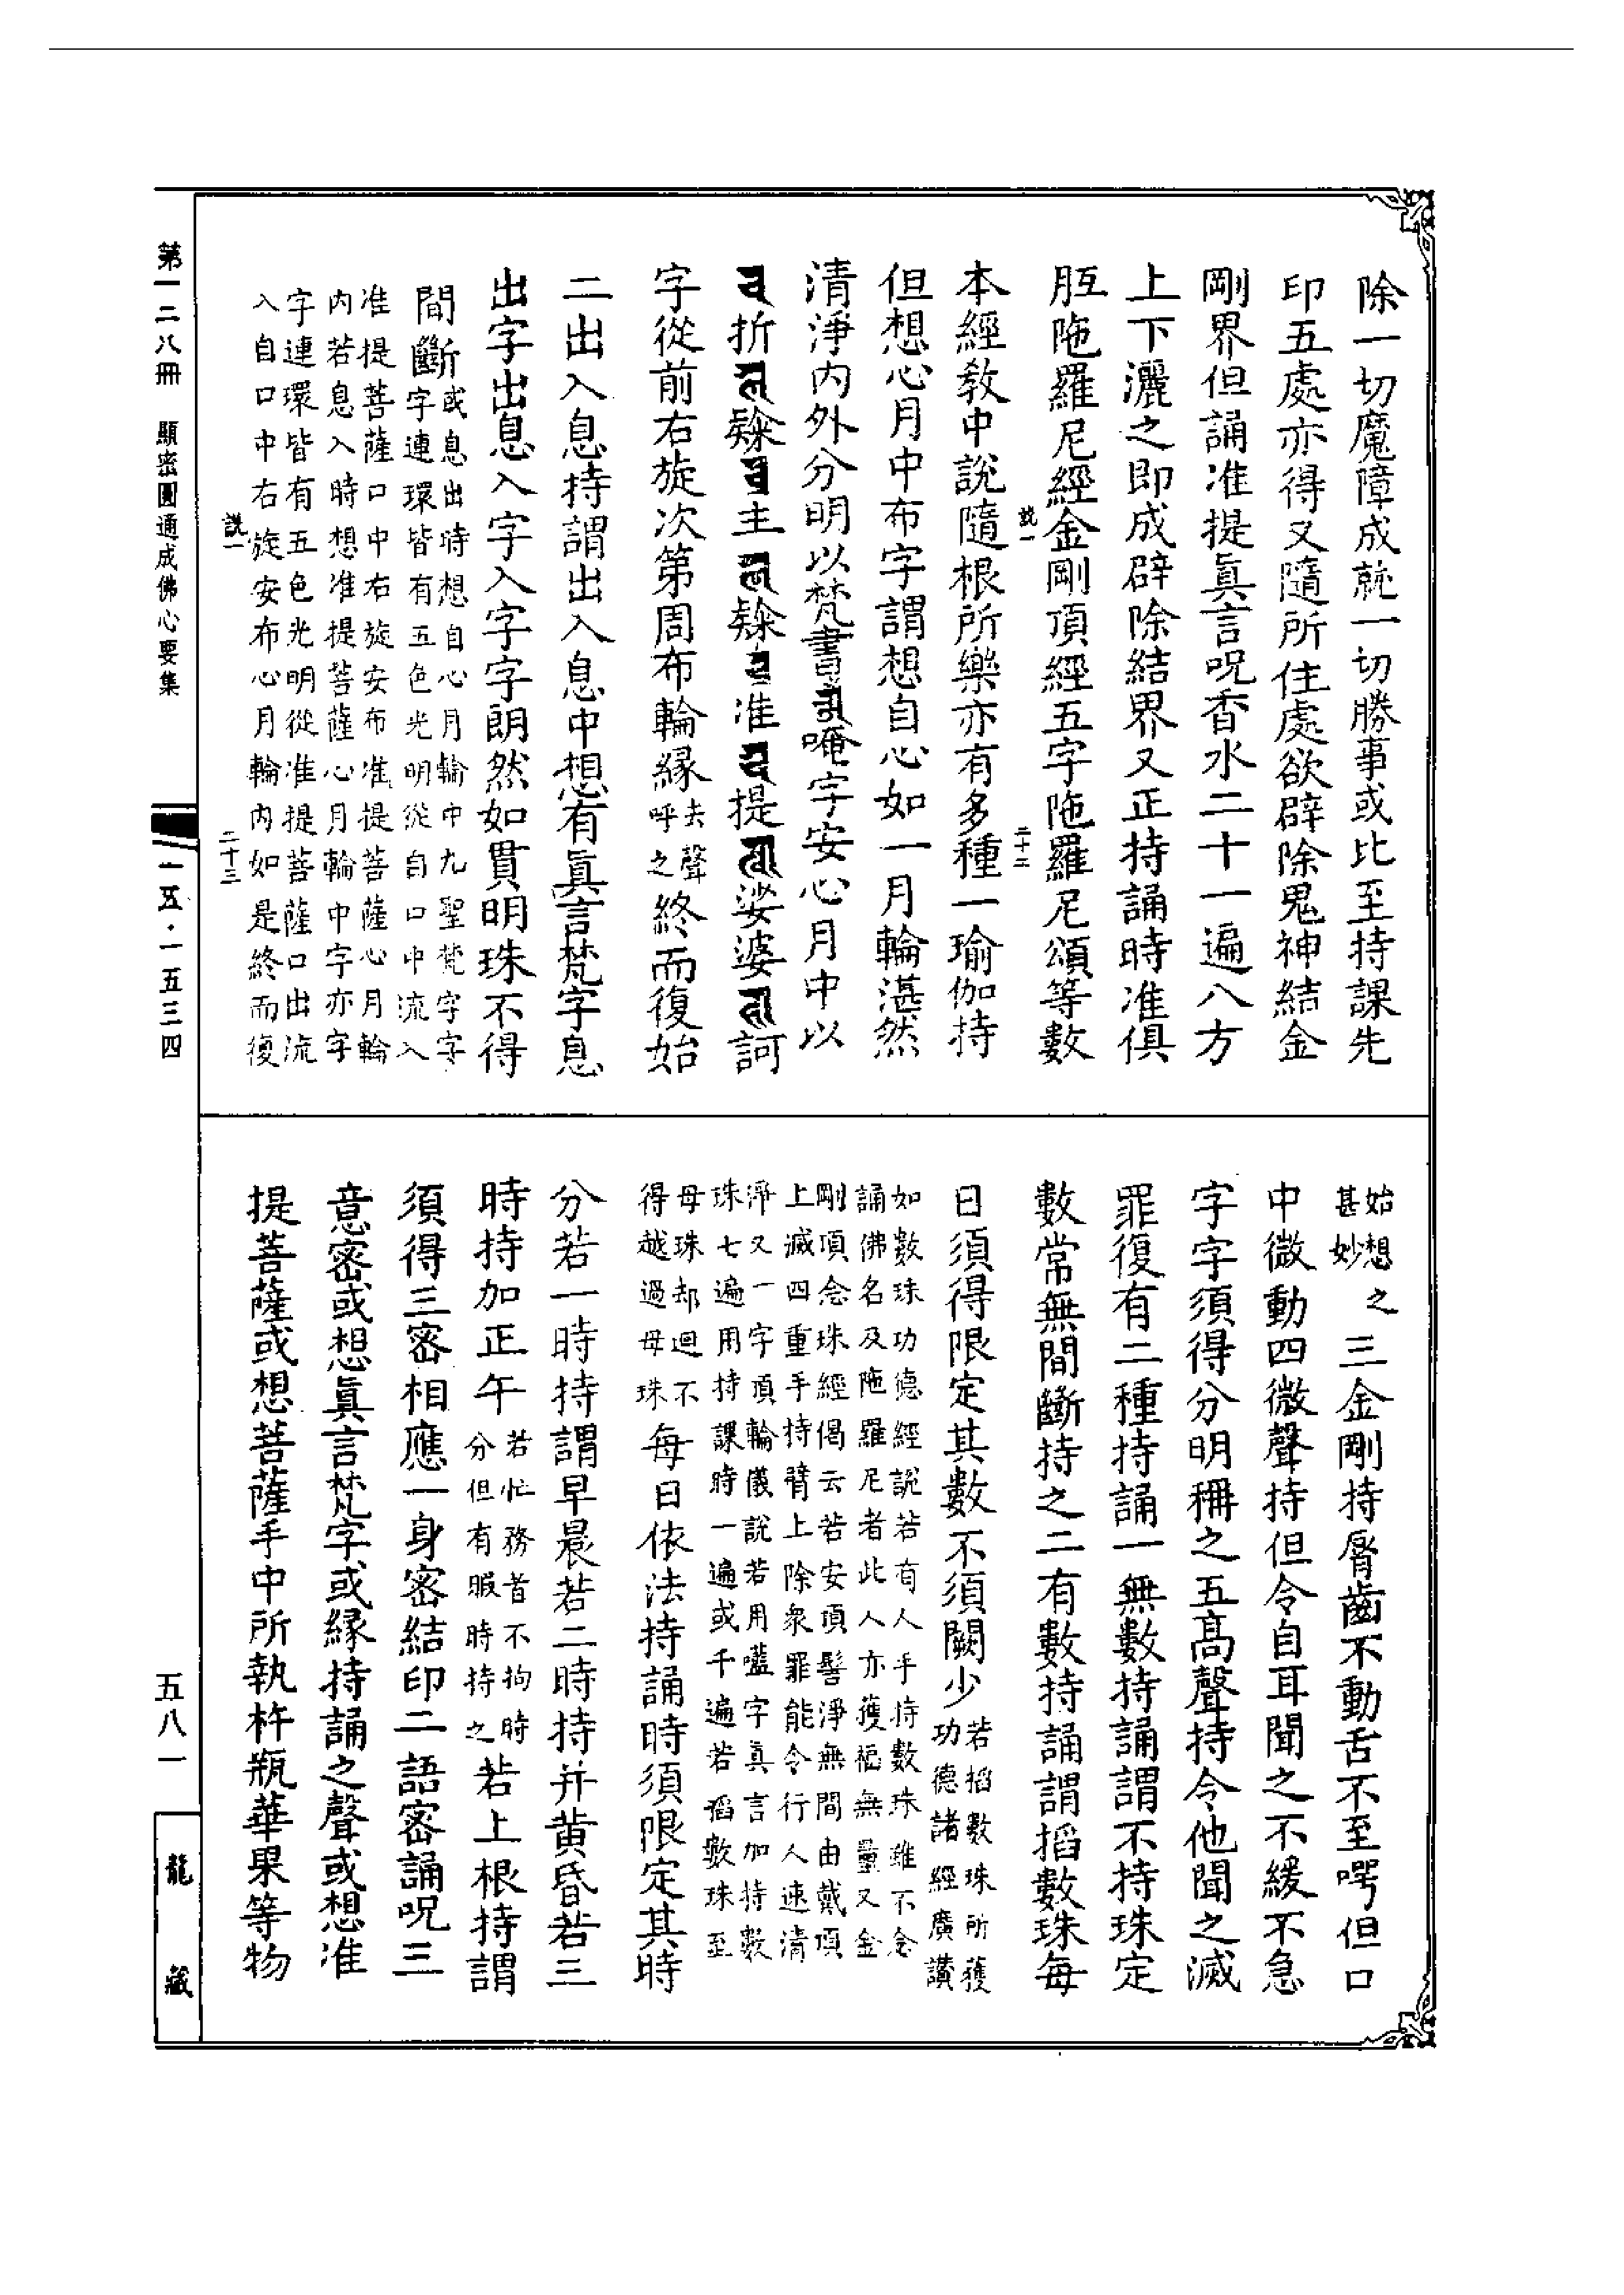 除一切魔障成就一切勝事或比至持課先
印五處亦得又隨所住處欲辟除鬼神結金
剛界但誦准提眞言呪香水二十一遍八方
上下灑之即成辟除結界又正持誦時准俱
胝陁羅尼經金剛頂經五字陁羅尼頌等數
說一
二十二
本經教中說隨根所樂亦有多種一瑜伽持
但想心月中布字謂想自心如一月輪湛然
清淨內外分明以梵書唵字安心月中以
折隸主隸准提娑婆訶
字從前右旋次第周布輪緣
去聲
呼之
終而復始
二出入息持謂出入息中想有眞言梵字息
出字出息入字入字字朗然如貫明珠不得
間斷
或息出時想自心月輪中九聖梵字字
字連環皆有五色光明從自口中流入
准提菩薩口中右旋安布准提菩薩心月輪
內若息入時想准提菩薩心月輪中字亦字
字連環皆有五色光明從准提菩薩口出流
入自口中右旋安布心月輪內如是終而復
說一
二十三
第一二八冊 顯密圓通成佛心要集
一五·一五三四
始想之
甚妙
三金剛持脣齒不動舌不至咢但口
中微動四微聲持但令自耳聞之不緩不急
字字須得分明稱之五髙聲持令他聞之滅
罪復有二種持誦一無數持誦謂不持珠定
數常無間斷持之二有數持誦謂搯數珠每
日須得限定其數不須闕少
若搯數珠所獲
功德諸經廣讚
如數珠功德經說若有人手持數珠雖不念
誦佛名及陁羅尼者此人亦獲福無量又金
剛頂念珠經偈云若安頂髻淨無間由戴頂
上滅四重手持臂上除衆罪能令行人速清
淨又一字頂輪儀說若用㘕字眞言加持數
珠七遍用持課時一遍或千遍若搯數珠至
母珠却迴不
得越過母珠
每日依法持誦時須限定其時
分若一時持謂早晨若二時持并黄昏若三
時持加正午
若忙務者不拘時
分但有暇時持之
若上根持謂
須得三密相應一身密結印二語密誦呪三
意密或想眞言梵字或緣持誦之聲或想准
提菩薩或想菩薩手中所執杵瓶華果等物
五八一
龍藏